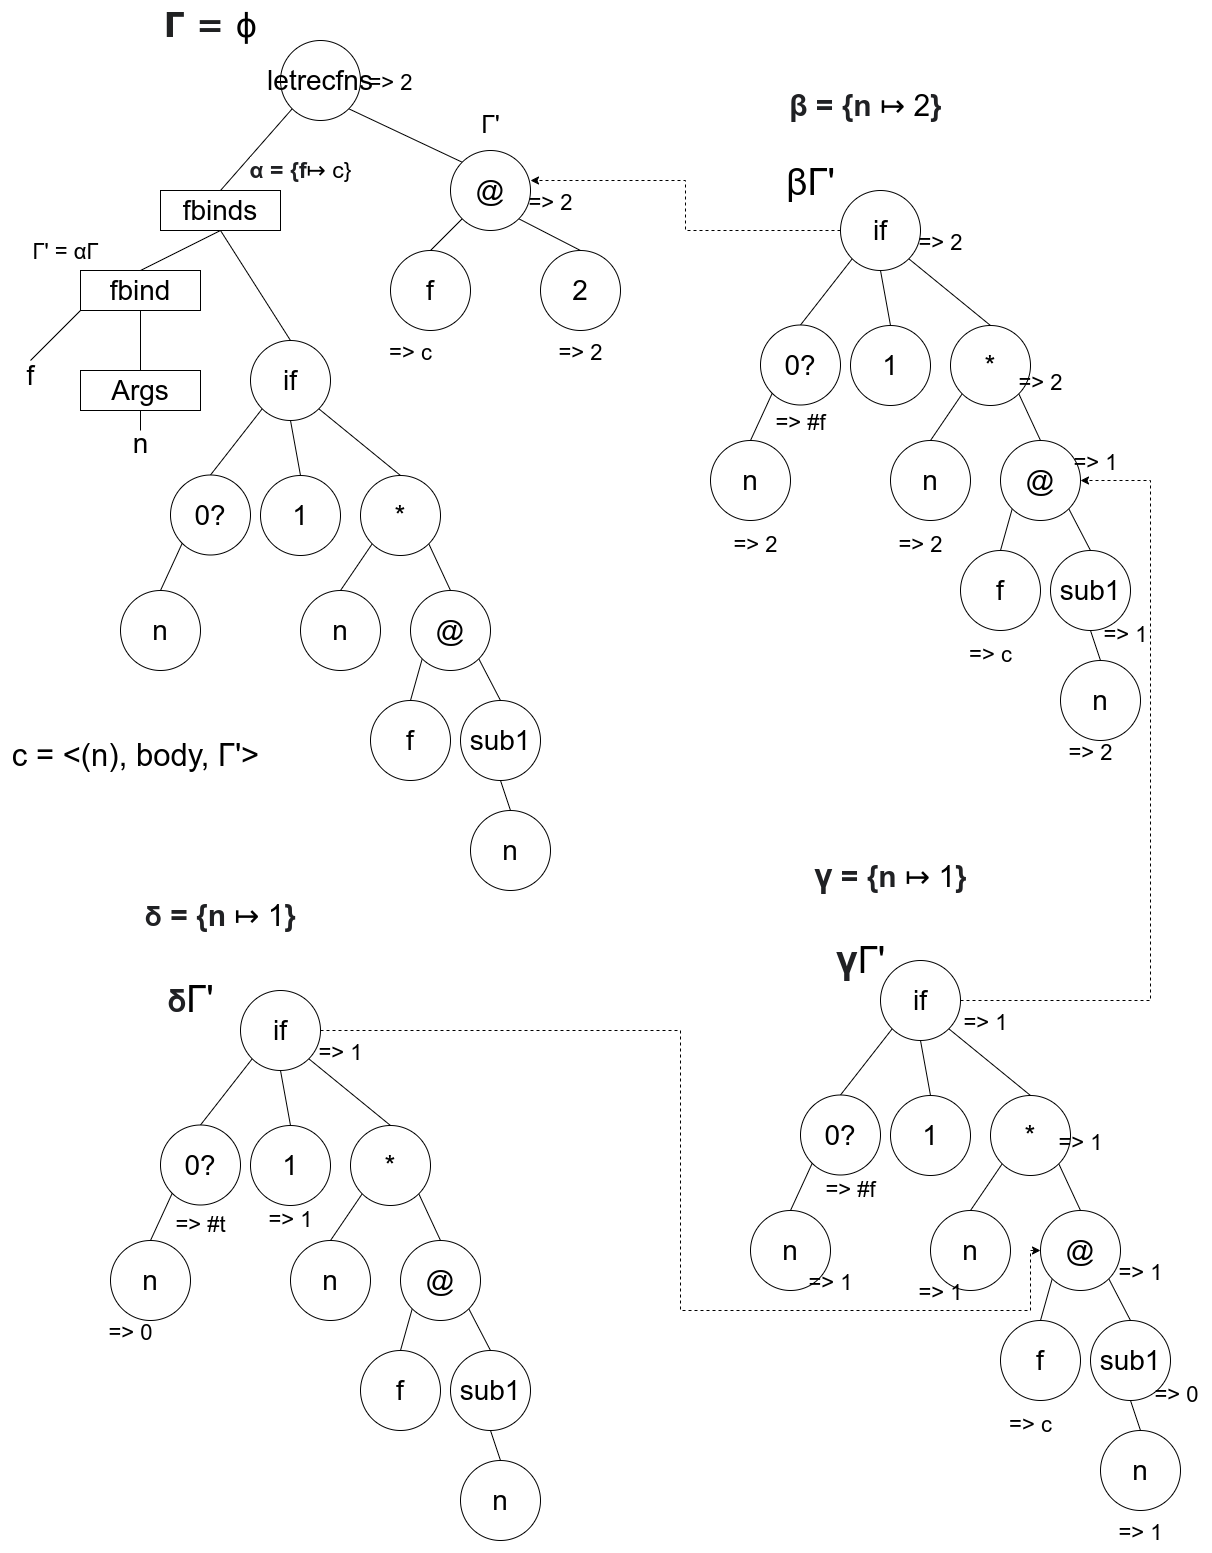 Γ = ϕ
letrecfns
=> 2
Γ'
α = {f↦ c}
@
=> 2
fbinds
Γ' = αΓ
fbind
f
2
=> c
=> 2
f
Args
n
if
0?
1
*
n
n
@
f
sub1
n
c = <(n), body, Γ'>
β = {n ↦ 2}
βΓ'
if
=> 2
0?
1
*
=> 2
=> #f
n
n
@
=> 1
=> 2
=> 2
f
sub1
=> c
=> 1
n
=> 2
γ = {n ↦ 1}
γΓ'
if
=> 1
0?
1
*
=> 1
=> #f
n
n
@
=> 1
=> 1
=> 1
f
sub1
=> c
=> 0
n
=> 1
δ = {n ↦ 1}
δΓ'
if
=> 1
0?
1
*
=> #t
=> 1
n
n
@
=> 0
f
sub1
n